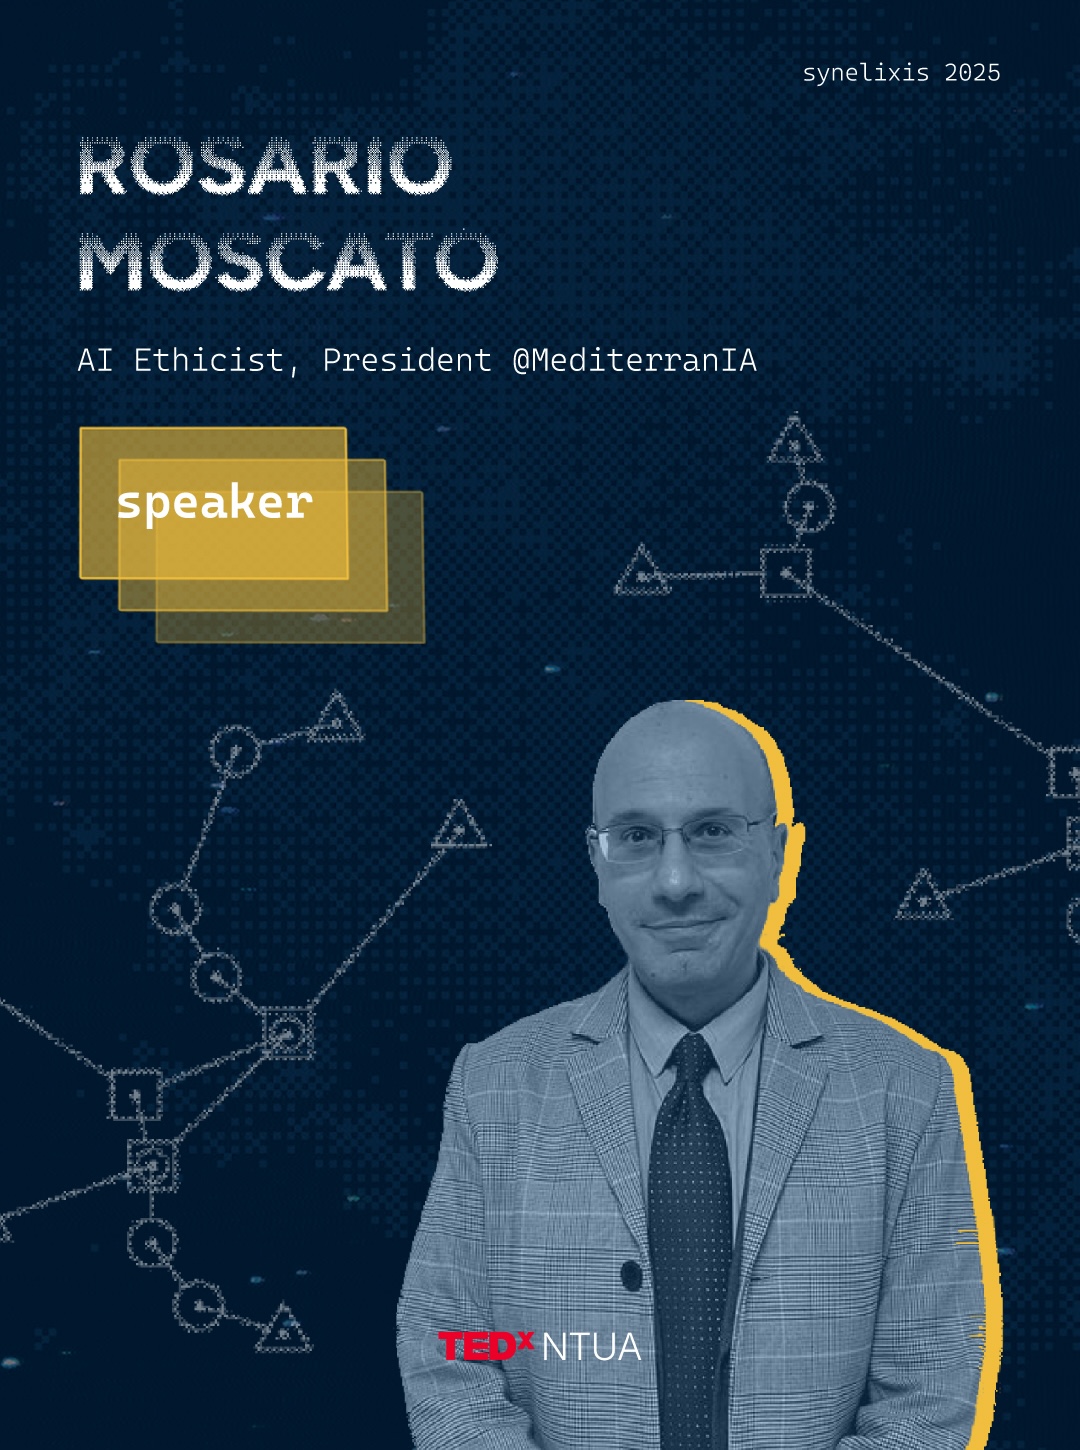 synelixis 2025
ROSARIO
MOSCATO
AI Ethicist, President @MediterranIA
speaker
TEDx NTUA